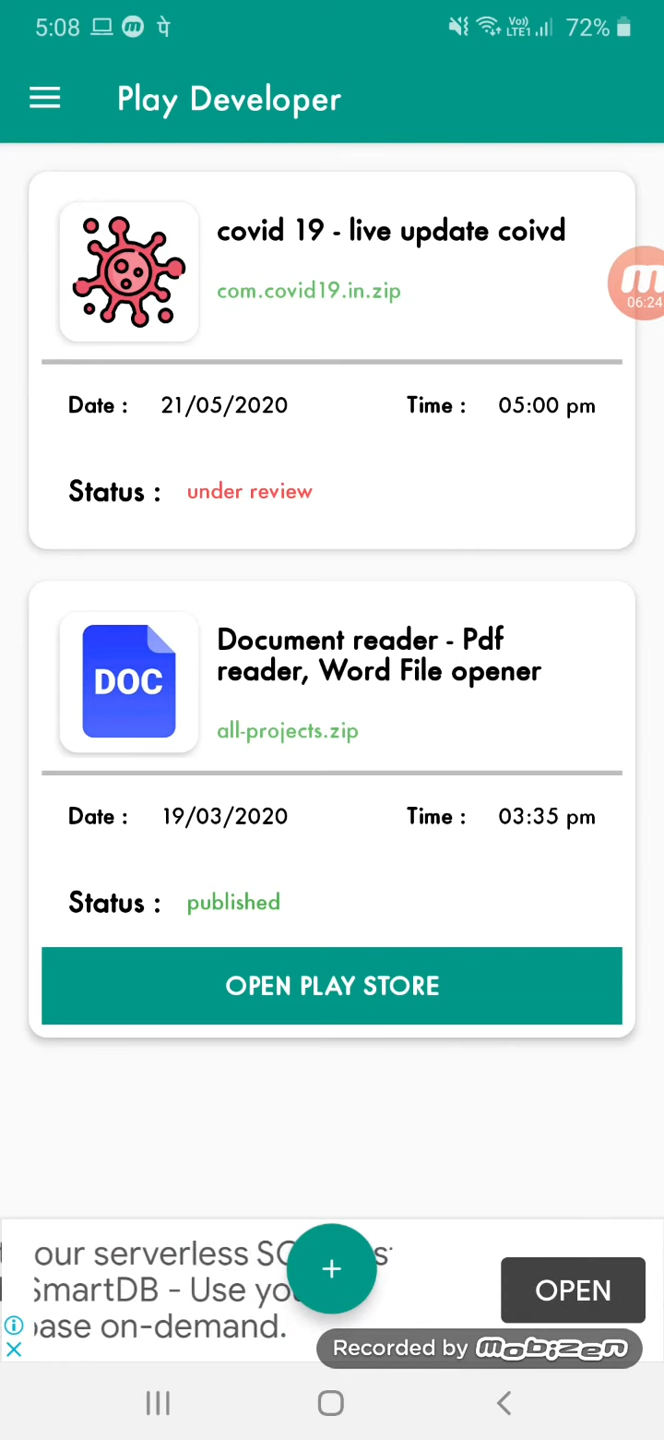 5:08 पे Vo) LTE1 72%
Play Developer
covid 19 - live update coivd
com.covid19.in.zip
06:24
Date : 21/05/2020 Time : 05:00 pm
Status : under review
Document reader - Pdf
reader, Word File opener
DOC
all-projects.zip
Date : 19/03/2020 Time : 03:35 pm
Status : published
OPEN PLAY STORE
our serverless
SmartDB - Use
base on-demand.
+
OPEN
Recorded by mobizen